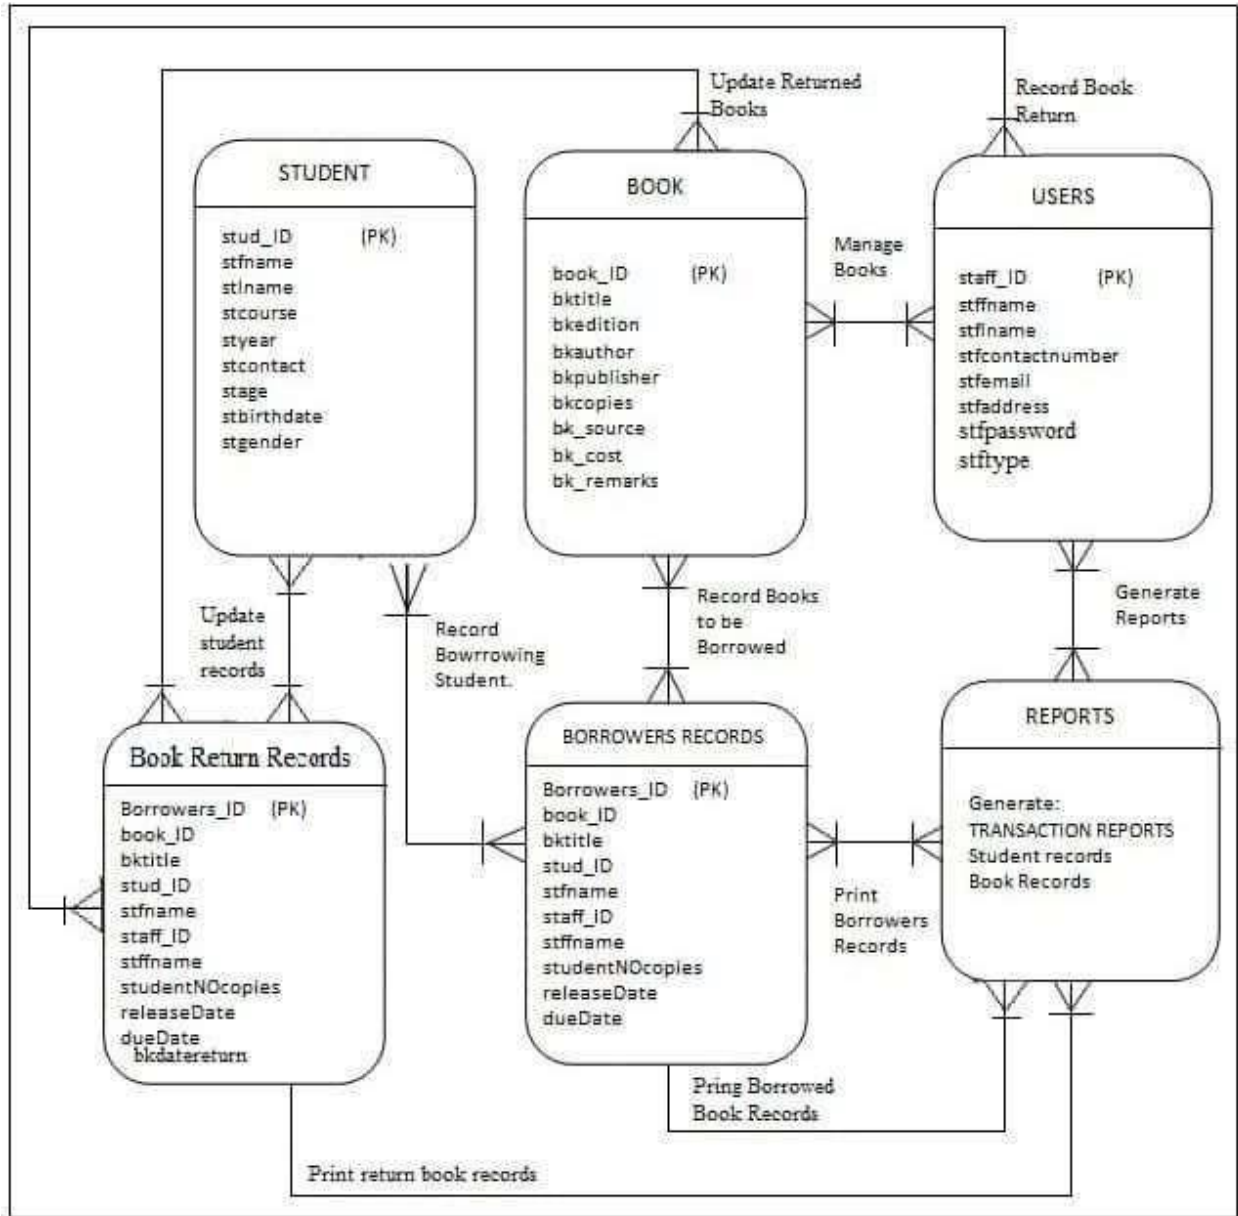 Update Returned
Books
Record Book
Return
STUDENT
stud_ID (PK)
stfname
stlname
stcourse
styear
stcontact
stage
stbirthdate
stgender
BOOK
book_ID (PK)
bktitle
bkedition
bkauthor
bkpublisher
bkcopies
bk_source
bk_cost
bk_remarks
Manage
Books
USERS
staff_ID (PK)
stffname
stflname
stfcontactnumber
stfemail
stfaddress
stfpassword
stftype
Update
student
records
Record
Bowrrowing
Student.
Record Books
to be
Borrowed
Generate
Reports
Book Return Records
Borrowers_ID (PK)
book_ID
bktitle
stud_ID
stfname
staff_ID
stffname
studentNOcopies
releaseDate
dueDate
bkdatereturn
BORROWERS RECORDS
Borrowers_ID (PK)
book_ID
bktitle
stud_ID
stfname
staff_ID
stffname
studentNOcopies
releaseDate
dueDate
Print
Borrowers
Records
REPORTS
Generate:
TRANSACTION REPORTS
Student records
Book Records
Pring Borrowed
Book Records
Print return book records